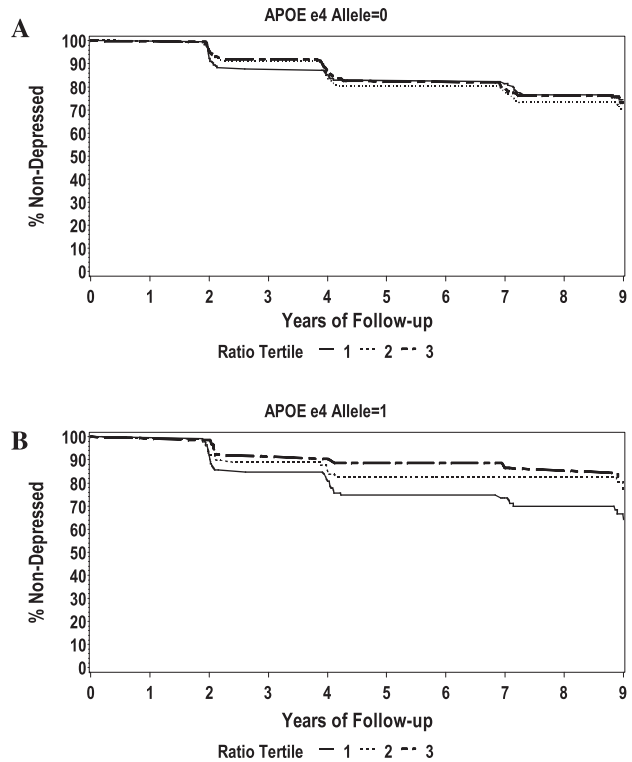 A
APOE e4 Allele=0
% Non-Depressed
100
90
80
70
60
50
40
30
20
10
0
0 1 2 3 4 5 6 7 8 9
Years of Follow-up
Ratio Tertile 1 2 3
B
APOE e4 Allele=1
% Non-Depressed
100
90
80
70
60
50
40
30
20
10
0
0 1 2 3 4 5 6 7 8 9
Years of Follow-up
Ratio Tertile 1 2 3